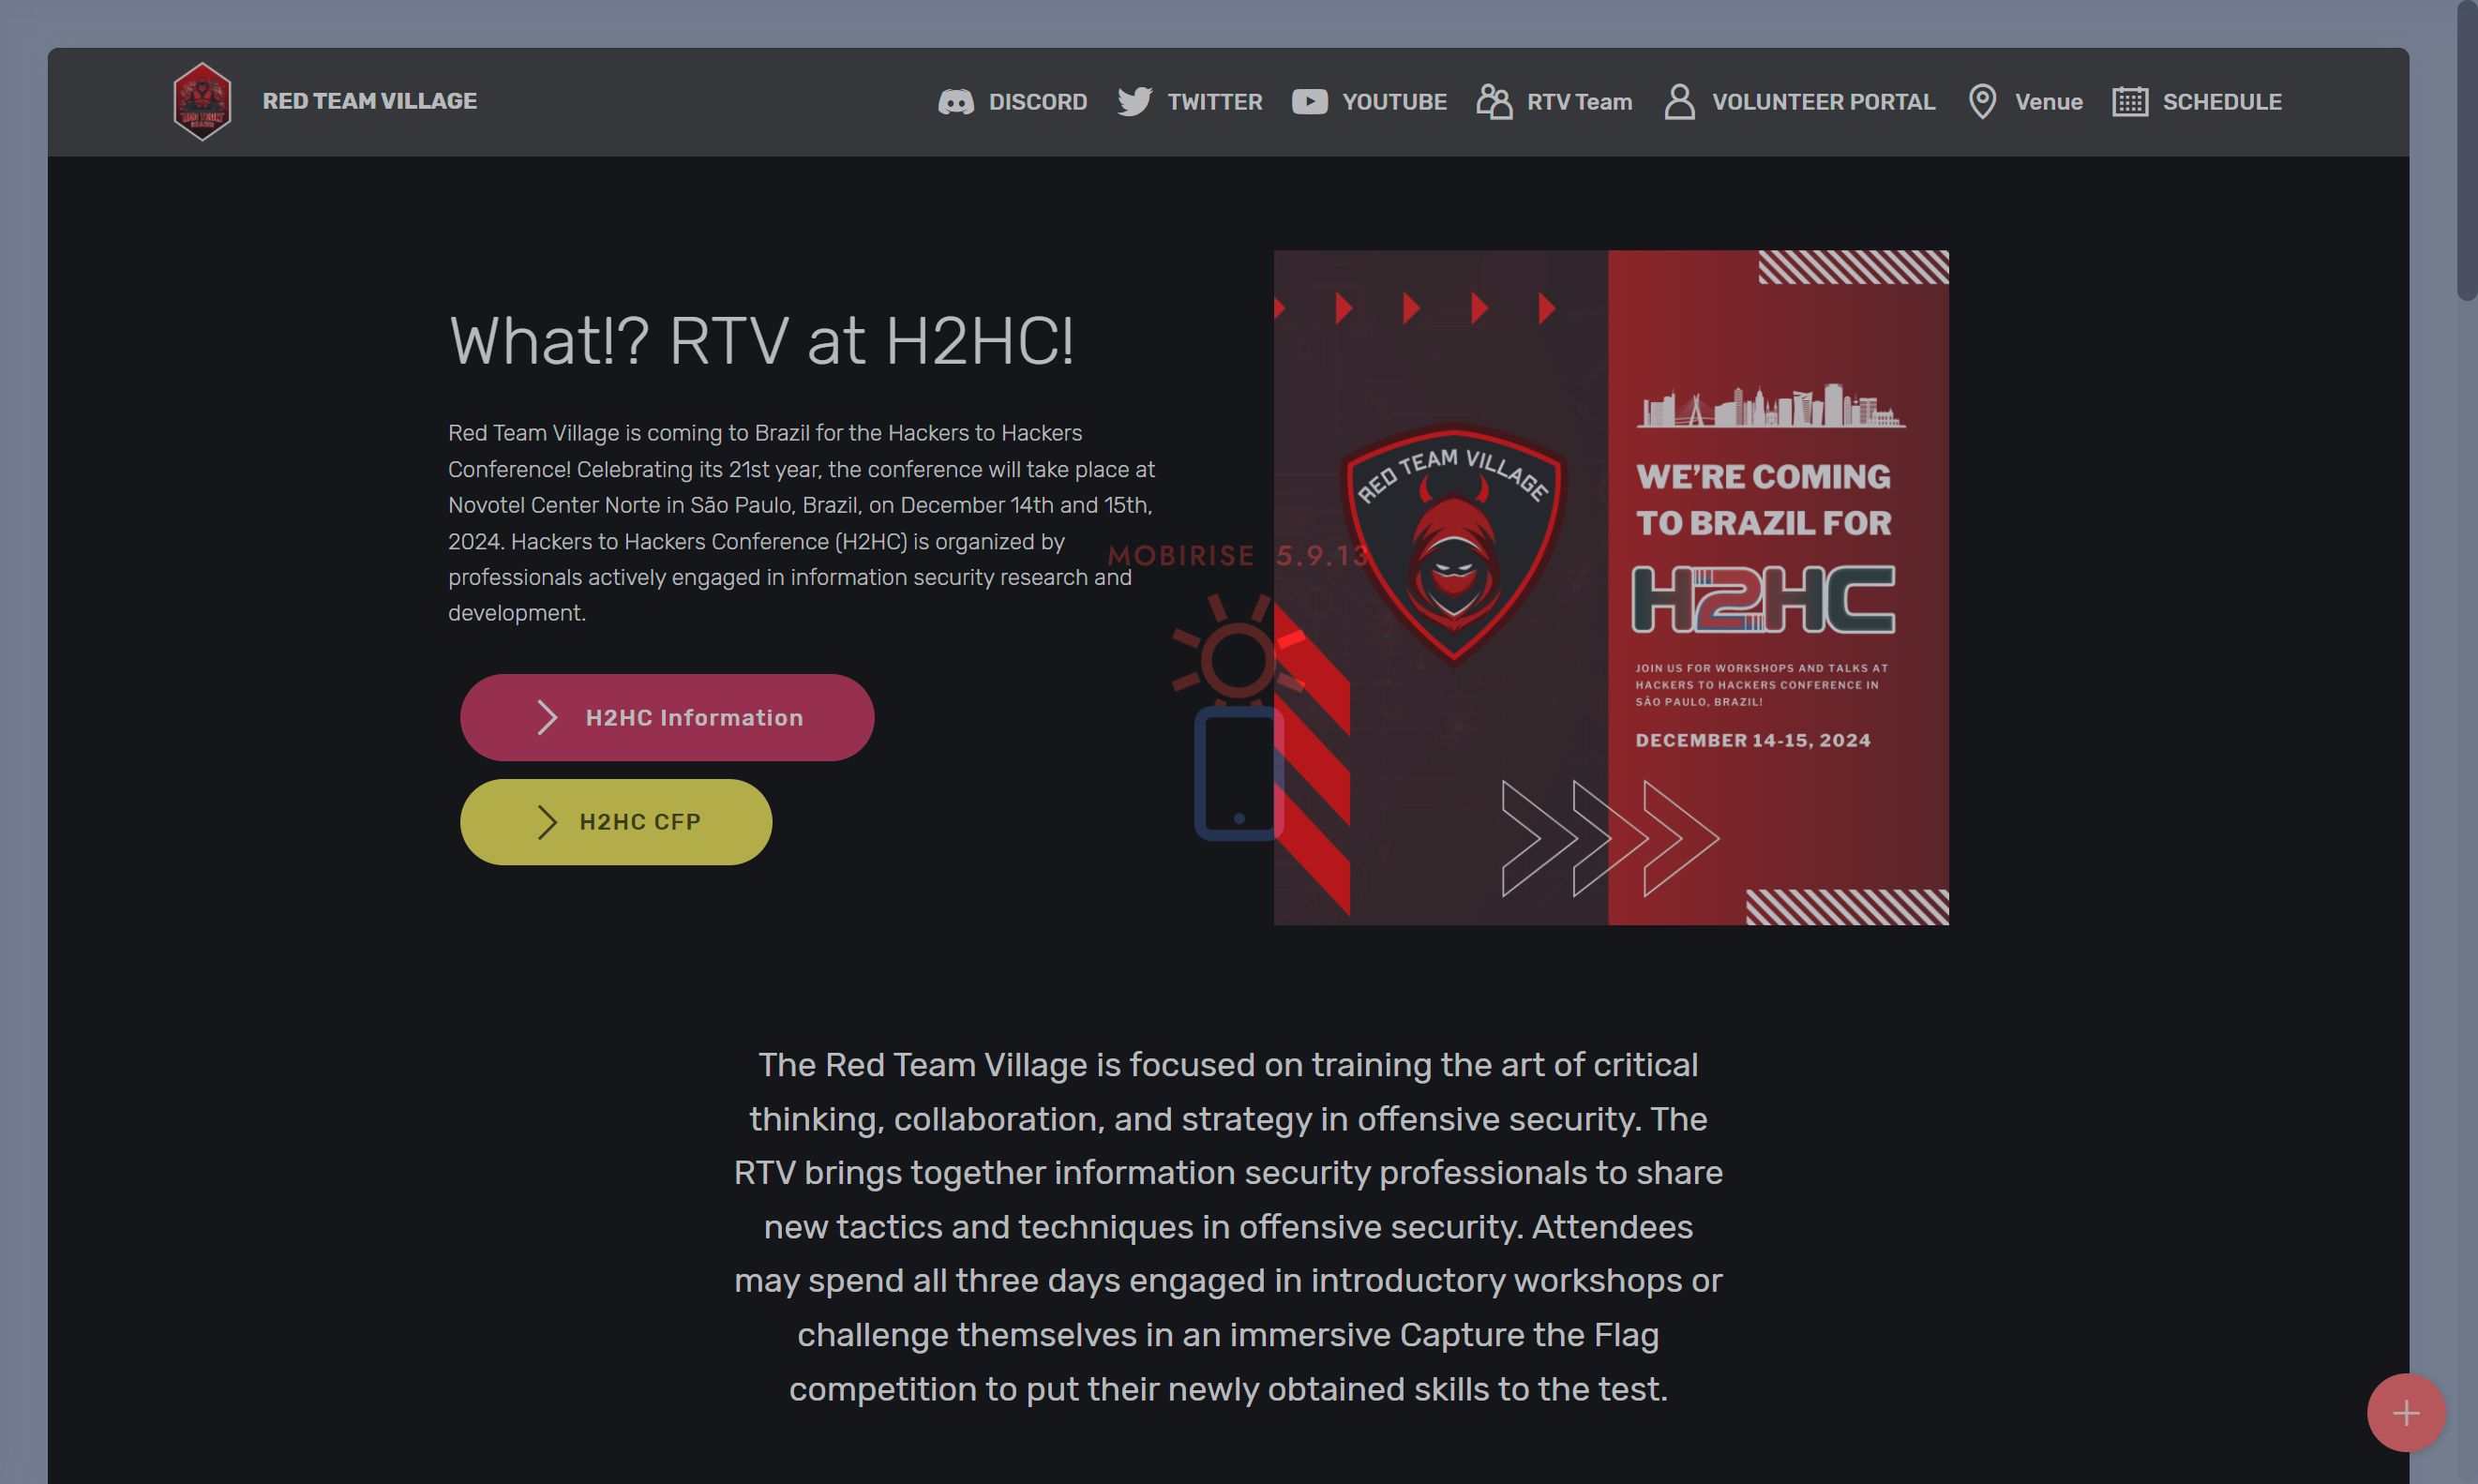 RED TEAM VILLAGE
DISCORD
TWITTER
YOUTUBE
RTV Team
VOLUNTEER PORTAL
Venue
SCHEDULE
What!? RTV at H2HC!
Red Team Village is coming to Brazil for the Hackers to Hackers
Conference! Celebrating its 21st year, the conference will take place at
Novotel Center Norte in São Paulo, Brazil, on December 14th and 15th,
2024. Hackers to Hackers Conference (H2HC) is organized by
professionals actively engaged in information security research and
development.
H2HC Information
H2HC CFP
MOBIRISE 5.9.13
RED TEAM VILLAGE
WE'RE COMING
TO BRAZIL FOR
H2HC
JOIN US FOR WORKSHOPS AND TALKS AT
HACKERS TO HACKERS CONFERENCE IN
SÃO PAULO, BRAZIL!
DECEMBER 14-15, 2024
The Red Team Village is focused on training the art of critical
thinking, collaboration, and strategy in offensive security. The
RTV brings together information security professionals to share
new tactics and techniques in offensive security. Attendees
may spend all three days engaged in introductory workshops or
challenge themselves in an immersive Capture the Flag
competition to put their newly obtained skills to the test.